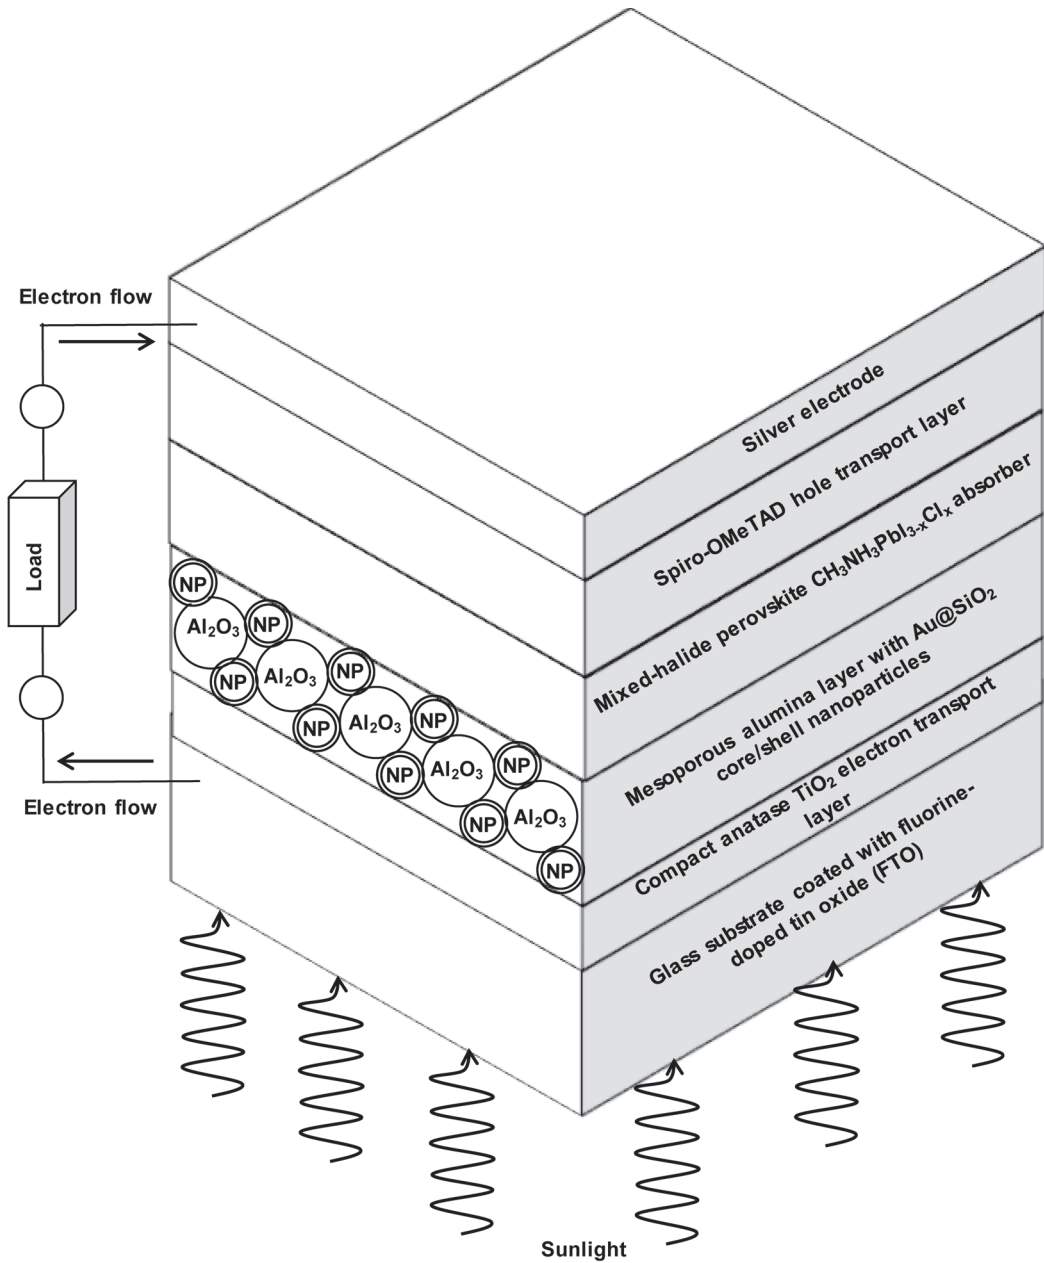 Electron flow
Silver electrode
Spiro-OMeTAD hole transport layer
Mixed-halide perovskite CH₃NH₃PbI₃₋ₓClₓ absorber
Load
NP
Al₂O₃
NP
NP
Al₂O₃
NP
NP
Al₂O₃
NP
NP
Al₂O₃
NP
NP
Al₂O₃
NP
Mesoporous alumina layer with Au@SiO₂
core/shell nanoparticles
Compact anatase TiO₂ electron transport
layer
Electron flow
Glass substrate coated with fluorine-
doped tin oxide (FTO)
Sunlight